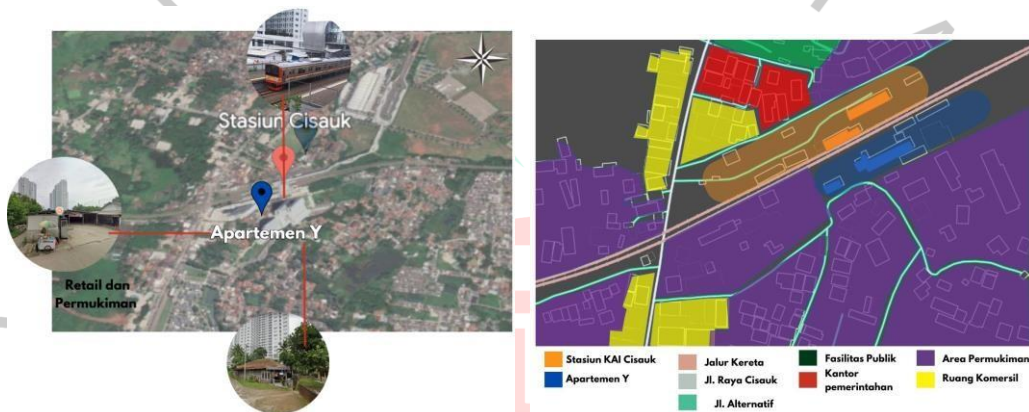 Stasiun Cisauk
Apartemen Y
Retail dan
Permukiman
Stasiun KAI Cisauk
Apartemen Y
Jalur Kereta
Jl. Raya Cisauk
Jl. Alternatif
Fasilitas Publik
Kantor
pemerintahan
Area Permukiman
Ruang Komersil